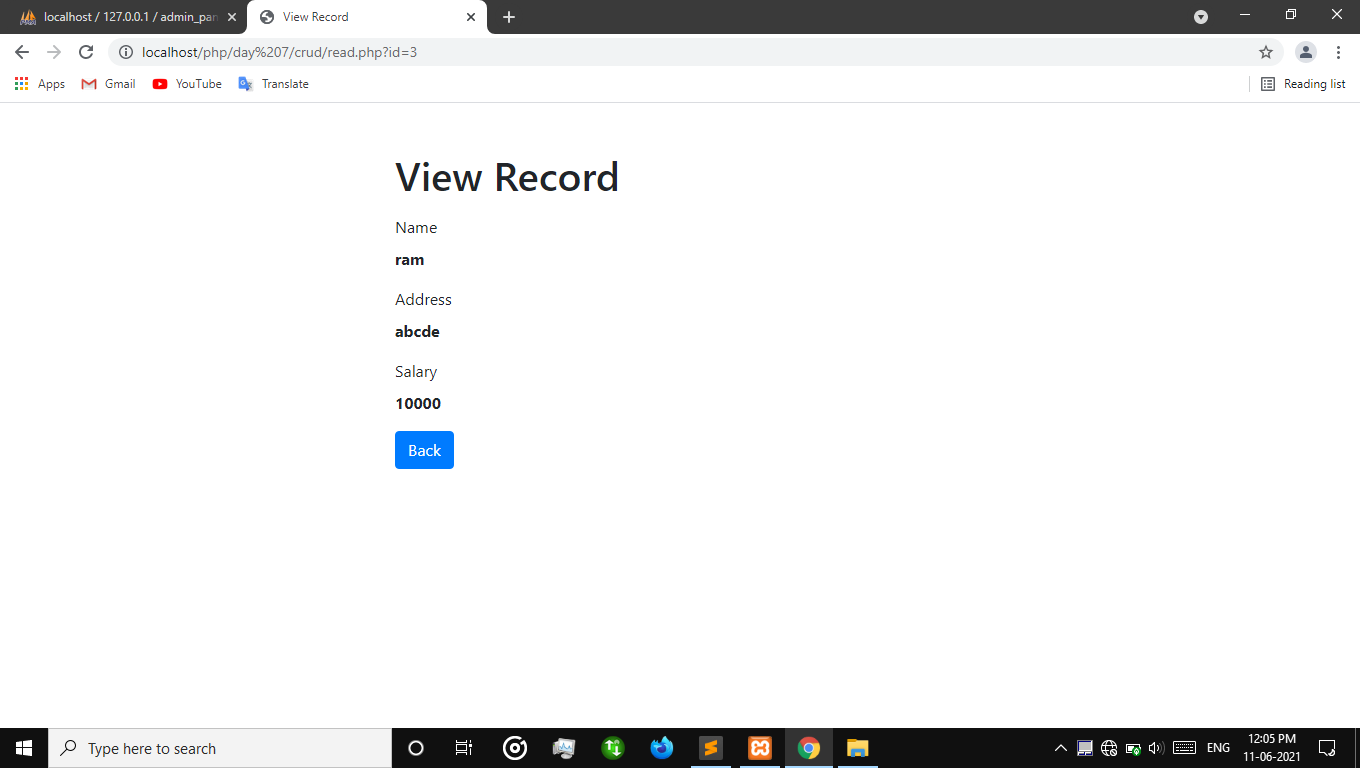 localhost / 127.0.0.1 / admin_pan
View Record
localhost/php/day%207/crud/read.php?id=3
Apps
Gmail
YouTube
Translate
Reading list
View Record
Name
ram
Address
abcde
Salary
10000
Back
Type here to search
ENG
12:05 PM
11-06-2021